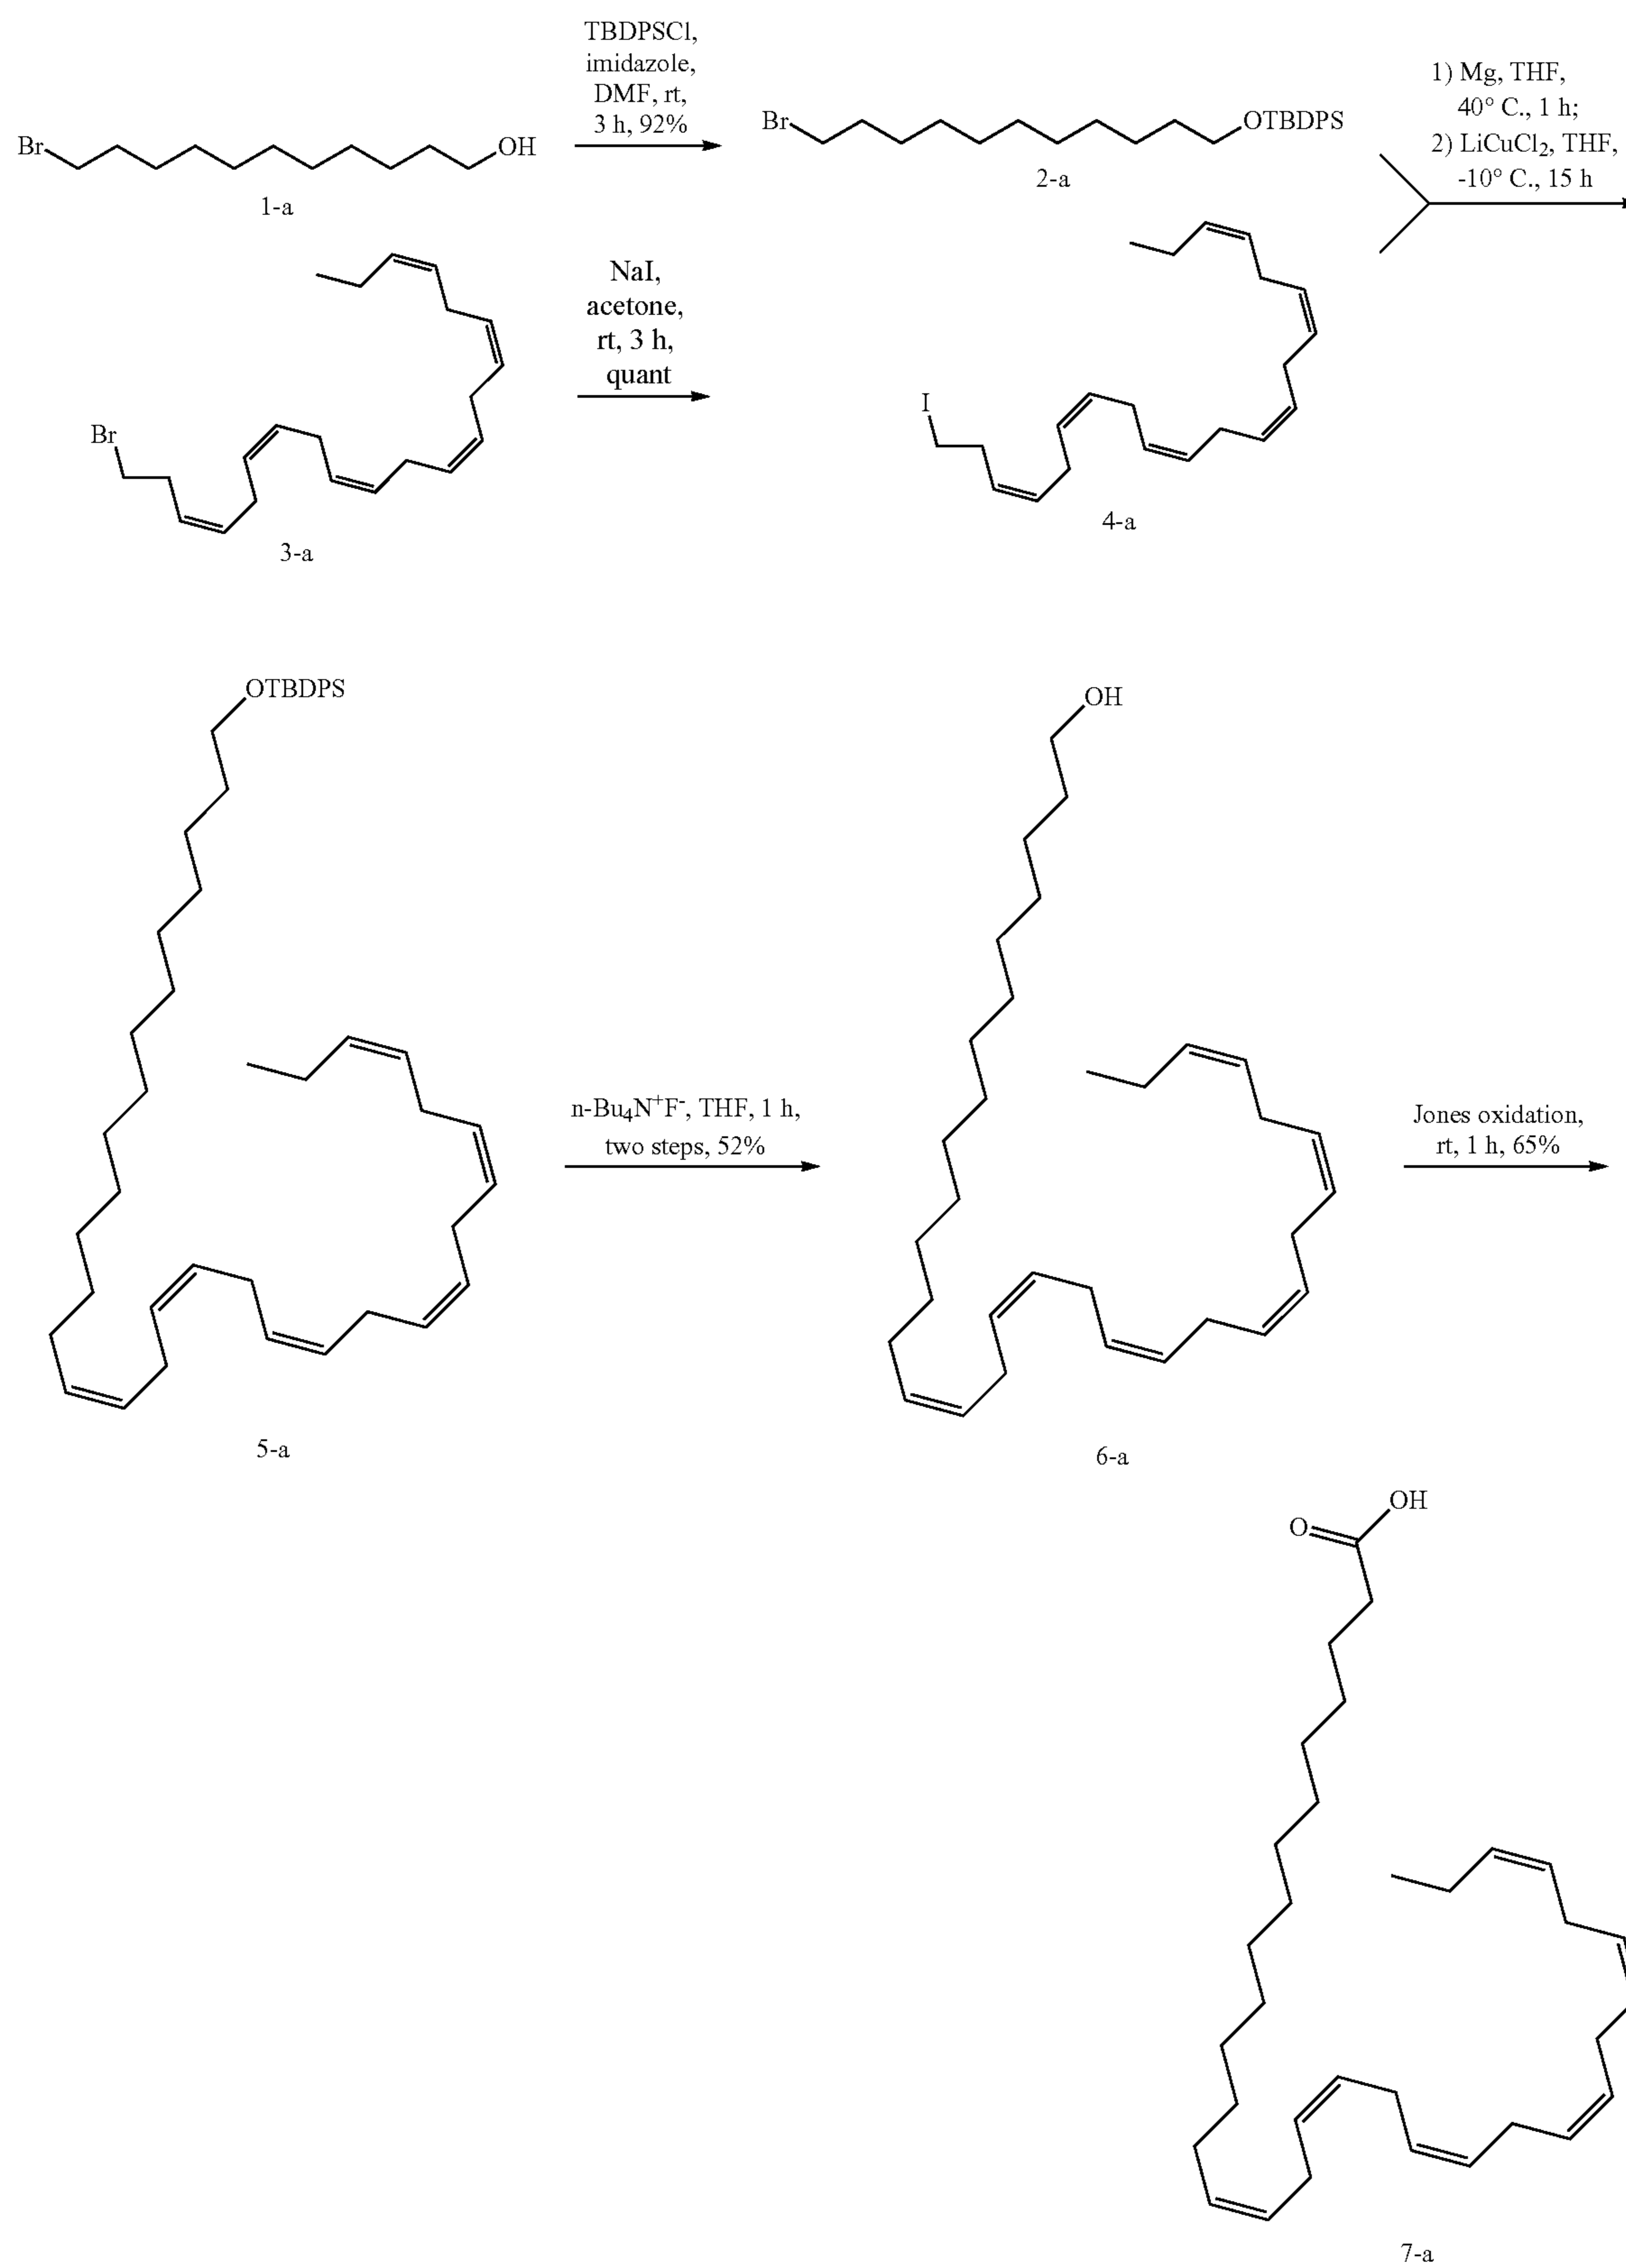 TBDPSCl,
imidazole,
DMF, rt,
3 h, 92%
Br
OH
1-a
Br
OTBDPS
2-a
1) Mg, THF,
40° C., 1 h;
2) LiCuCl₂, THF,
-10° C., 15 h
Br
3-a
NaI,
acetone,
rt, 3 h,
quant
I
4-a
OTBDPS
5-a
n-Bu₄N⁺F⁻, THF, 1 h,
two steps, 52%
OH
6-a
Jones oxidation,
rt, 1 h, 65%
O
OH
7-a